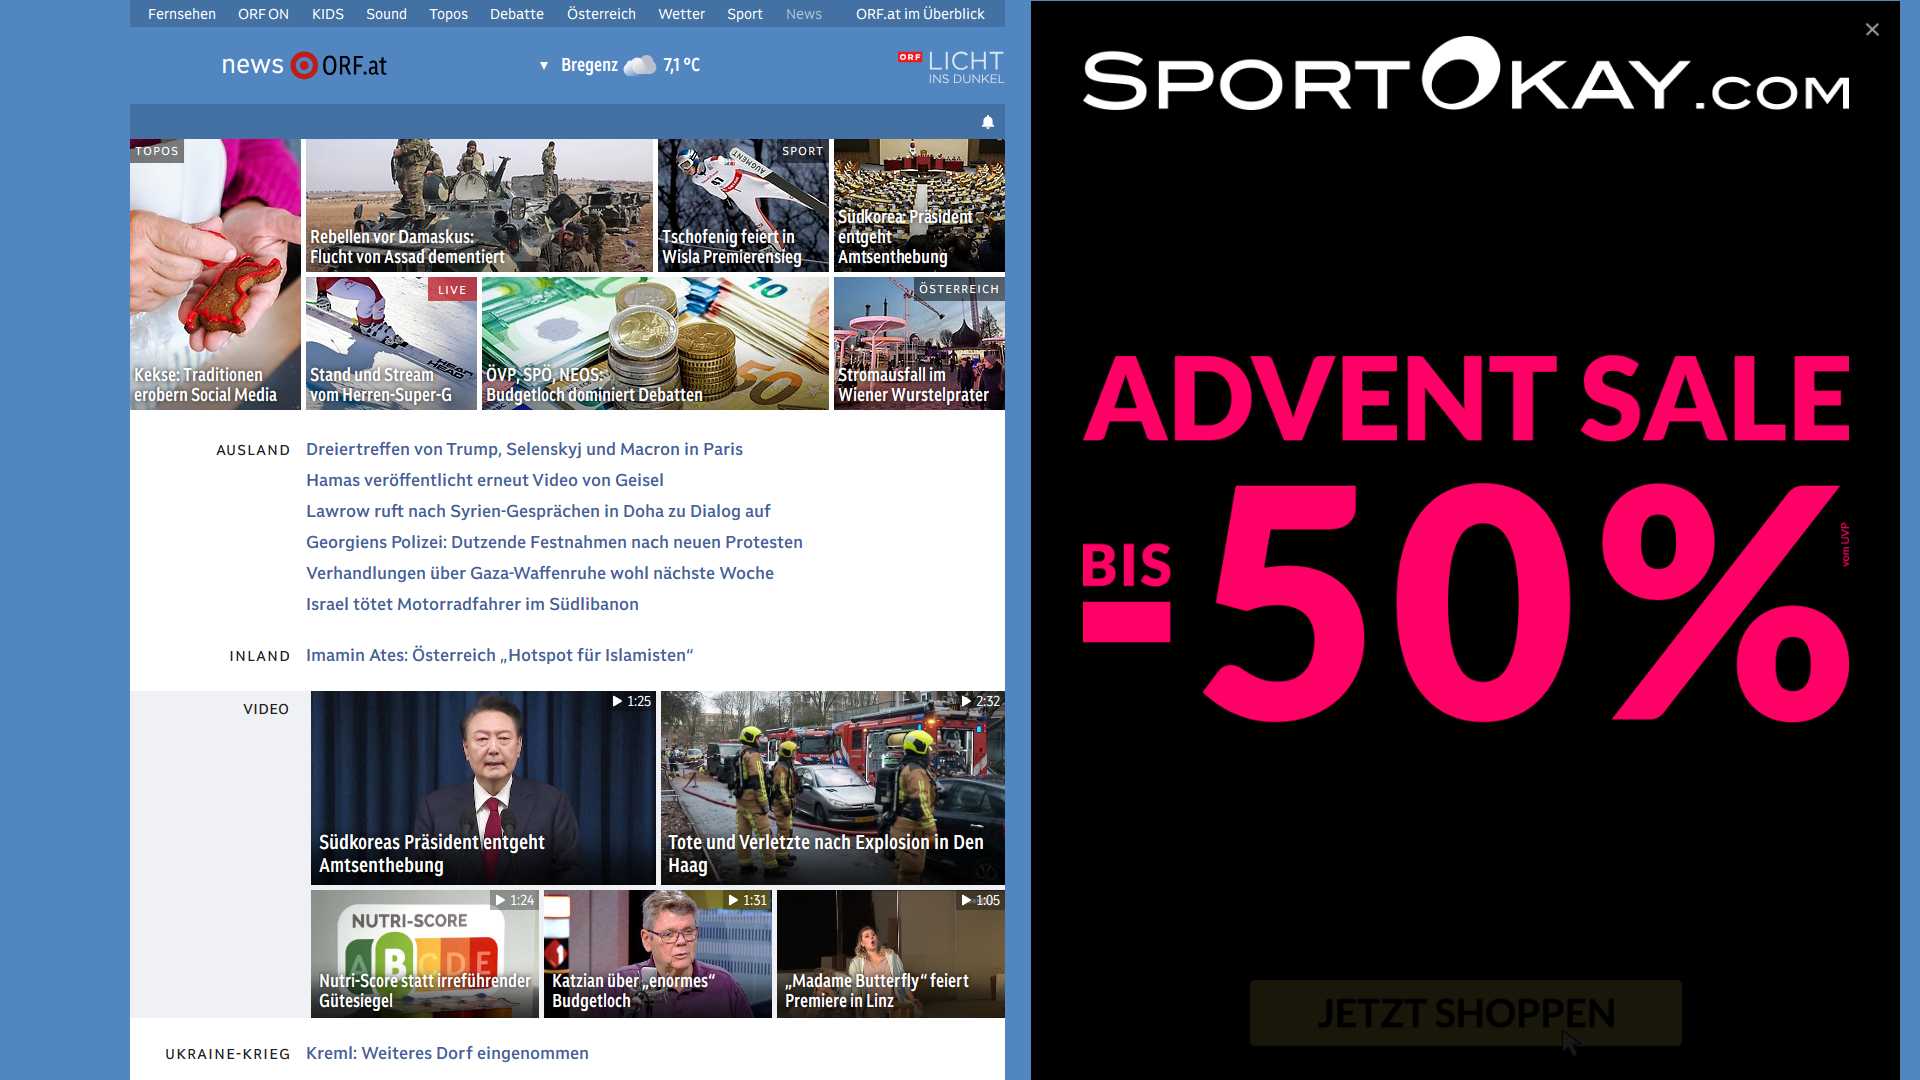 Fernsehen ORF ON KIDS Sound Topos Debatte Österreich Wetter Sport News ORF.at im Überblick
news ORF.at
▼ Bregenz 7,1 °C
ORF LICHT
INS DUNKEL
TOPOS
Kekse: Traditionen
erobern Social Media
Rebellen vor Damaskus:
Flucht von Assad dementiert
SPORT
AUGMENT
Tschofenig feiert in
Wisla Premierensieg
Südkorea: Präsident
entgeht
Amtsenthebung
LIVE
HEAD
Stand und Stream
vom Herren-Super-G
10
50
ÖVP, SPÖ, NEOS:
Budgetloch dominiert Debatten
ÖSTERREICH
Stromausfall im
Wiener Wurstelprater
AUSLAND
Dreiertreffen von Trump, Selenskyj und Macron in Paris
Hamas veröffentlicht erneut Video von Geisel
Lawrow ruft nach Syrien-Gesprächen in Doha zu Dialog auf
Georgiens Polizei: Dutzende Festnahmen nach neuen Protesten
Verhandlungen über Gaza-Waffenruhe wohl nächste Woche
Israel tötet Motorradfahrer im Südlibanon
INLAND
Imamin Ates: Österreich „Hotspot für Islamisten“
VIDEO
1:25
Südkoreas Präsident entgeht
Amtsenthebung
2:32
Tote und Verletzte nach Explosion in Den
Haag
1:24
NUTRI-SCORE
A B C D E
Nutri-Score statt irreführender
Gütesiegel
1:31
Katzian über „enormes“
Budgetloch
1:05
„Madame Butterfly“ feiert
Premiere in Linz
UKRAINE-KRIEG
Kreml: Weiteres Dorf eingenommen
SPORTOKAY.COM
ADVENT SALE
BIS
-50%
vom UVP
JETZT SHOPPEN